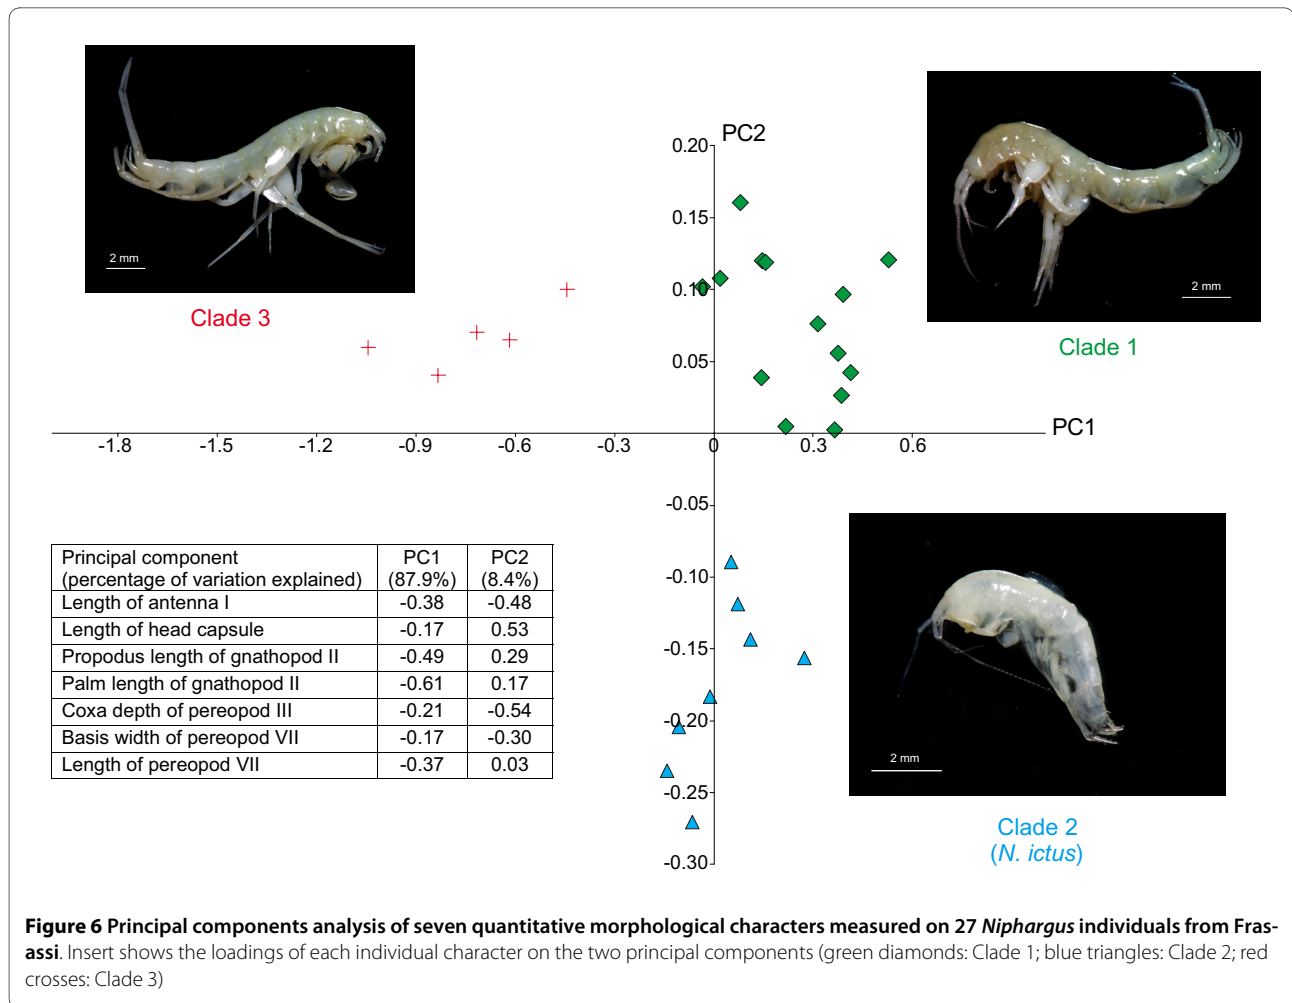 2 mm
Clade 3
2 mm
Clade 1
PC2
0.20
0.15
0.10
0.05
-1.8 -1.5 -1.2 -0.9 -0.6 -0.3 0 0.3 0.6
PC1
-0.05
-0.10
-0.15
-0.20
-0.25
-0.30
Principal component PC1 PC2
(percentage of variation explained) (87.9%) (8.4%)
Length of antenna I -0.38 -0.48
Length of head capsule -0.17 0.53
Propodus length of gnathopod II -0.49 0.29
Palm length of gnathopod II -0.61 0.17
Coxa depth of pereopod III -0.21 -0.54
Basis width of pereopod VII -0.17 -0.30
Length of pereopod VII -0.37 0.03
2 mm
Clade 2
(N. ictus)
Figure 6 Principal components analysis of seven quantitative morphological characters measured on 27 Niphargus individuals from Fras-
assi. Insert shows the loadings of each individual character on the two principal components (green diamonds: Clade 1; blue triangles: Clade 2; red
crosses: Clade 3)